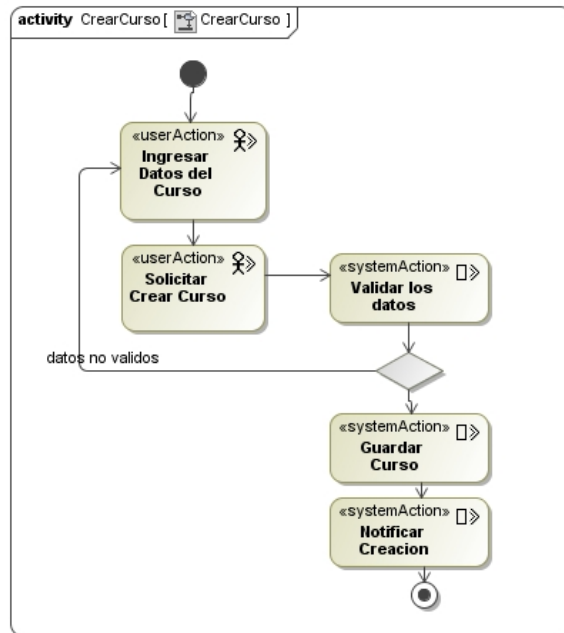 activity CrearCurso [ CrearCurso ]
«userAction»
Ingresar
Datos del
Curso
«userAction»
Solicitar
Crear Curso
«systemAction»
Validar los
datos
datos no validos
«systemAction»
Guardar
Curso
«systemAction»
Notificar
Creacion